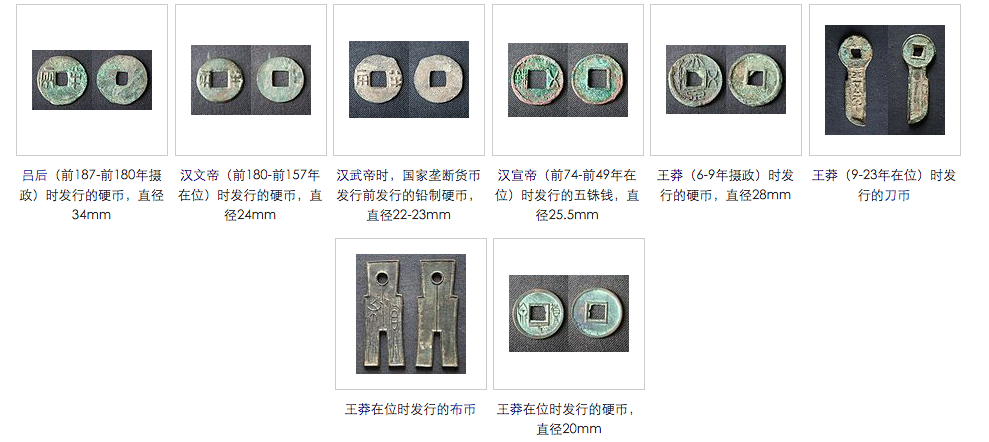 吕后（前187-前180年摄
政）时发行的硬币，直径
34mm
汉文帝（前180-前157年
在位）时发行的硬币，直
径24mm
汉武帝时，国家垄断货币
发行前发行的铅制硬币，
直径22-23mm
汉宣帝（前74-前49年在
位）时发行的五铢钱，直
径25.5mm
王莽（6-9年摄政）时发
行的硬币，直径28mm
王莽（9-23年在位）时发
行的刀币
王莽在位时发行的布币
王莽在位时发行的硬币，
直径20mm